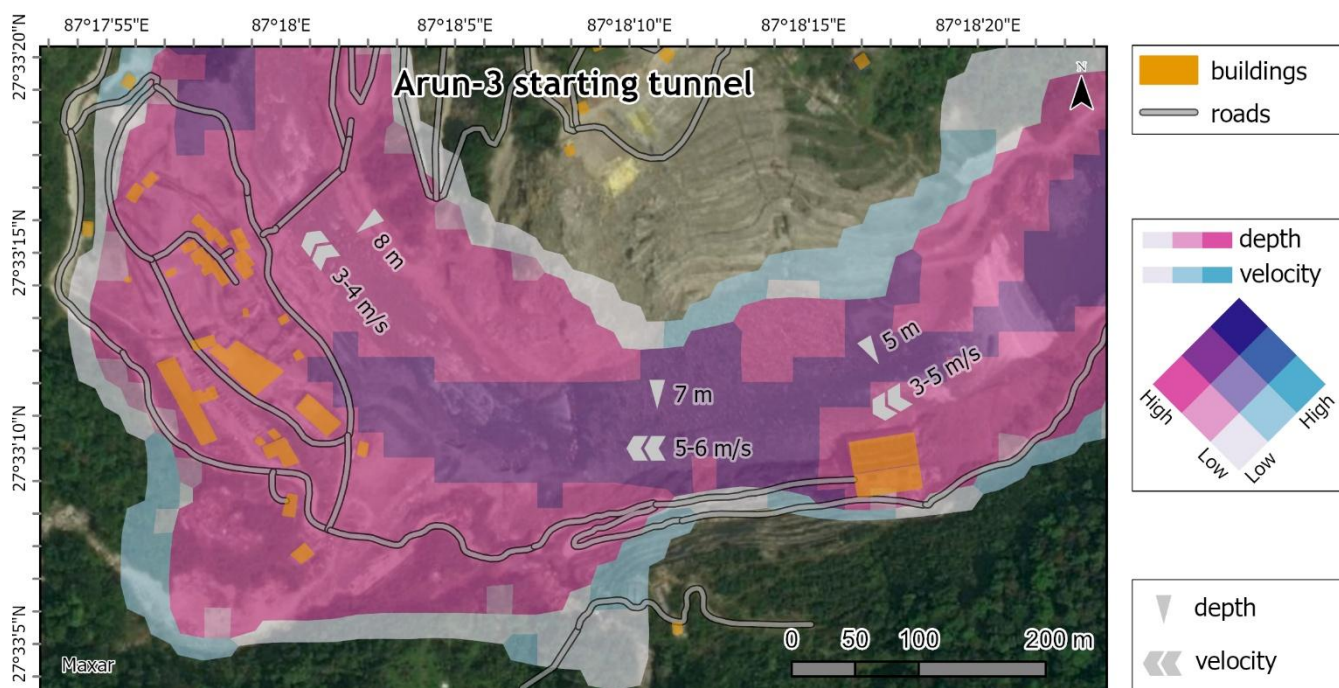 87°17'55"E 87°18'E 87°18'5"E 87°18'10"E 87°18'15"E 87°18'20"E
27°33'20"N
27°33'15"N
27°33'10"N
27°33'5"N
Arun-3 starting tunnel
N
8 m
3-4 m/s
7 m
5-6 m/s
5 m
3-5 m/s
Maxar
0 50 100 200 m
buildings
roads
depth
velocity
High
Low
Low
High
depth
velocity